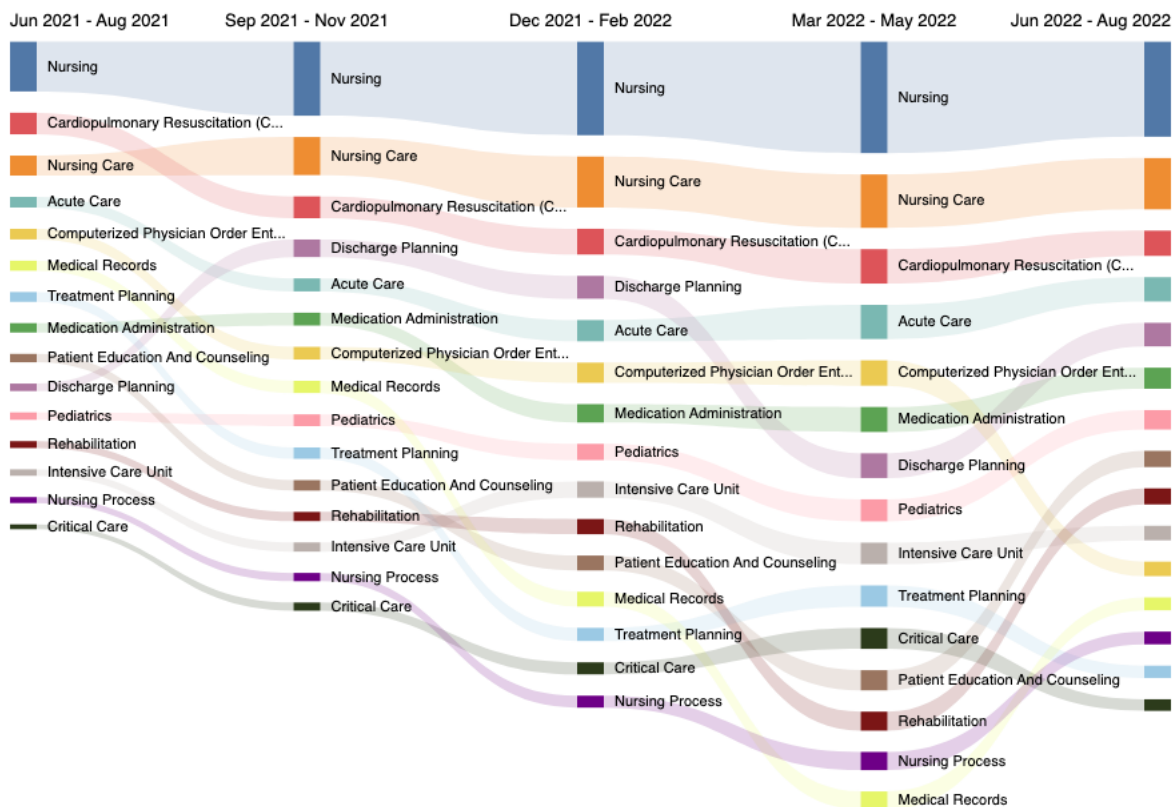 Jun 2021 - Aug 2021
Sep 2021 - Nov 2021
Dec 2021 - Feb 2022
Mar 2022 - May 2022
Jun 2022 - Aug 2022
Nursing
Cardiopulmonary Resuscitation (C...
Nursing Care
Acute Care
Computerized Physician Order Ent...
Medical Records
Treatment Planning
Medication Administration
Patient Education And Counseling
Discharge Planning
Pediatrics
Rehabilitation
Intensive Care Unit
Nursing Process
Critical Care
Nursing
Nursing Care
Cardiopulmonary Resuscitation (C...
Discharge Planning
Acute Care
Medication Administration
Computerized Physician Order Ent...
Medical Records
Pediatrics
Treatment Planning
Patient Education And Counseling
Rehabilitation
Intensive Care Unit
Nursing Process
Critical Care
Nursing
Nursing Care
Cardiopulmonary Resuscitation (C...
Discharge Planning
Acute Care
Computerized Physician Order Ent...
Medication Administration
Pediatrics
Intensive Care Unit
Rehabilitation
Patient Education And Counseling
Medical Records
Treatment Planning
Critical Care
Nursing Process
Nursing
Nursing Care
Cardiopulmonary Resuscitation (C...
Acute Care
Computerized Physician Order Ent...
Medication Administration
Discharge Planning
Pediatrics
Intensive Care Unit
Treatment Planning
Critical Care
Patient Education And Counseling
Rehabilitation
Nursing Process
Medical Records